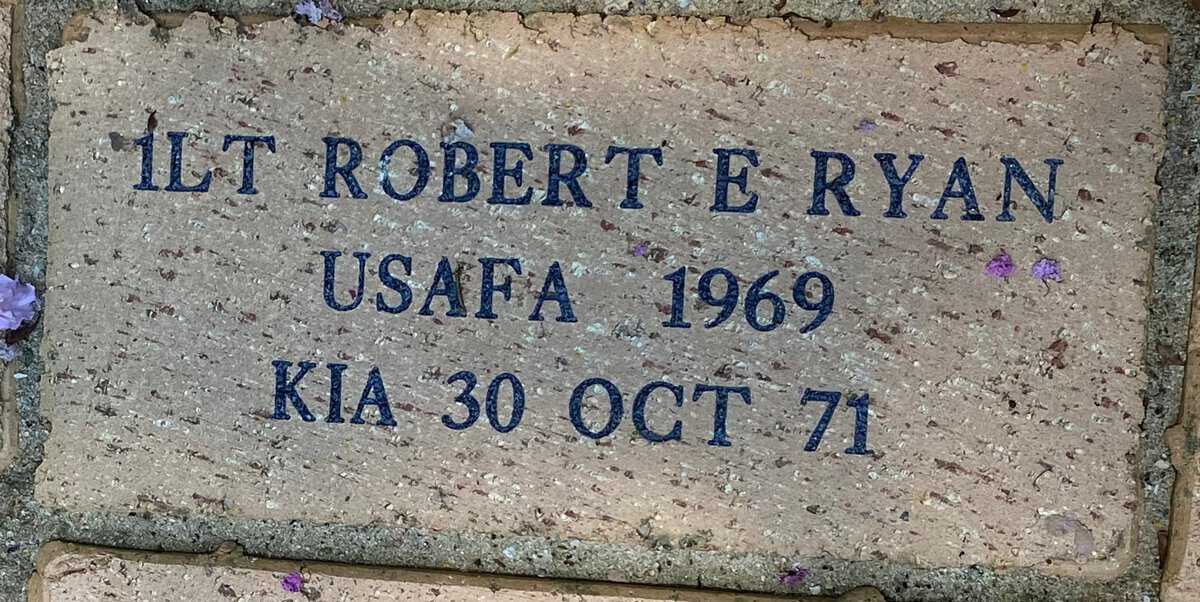 1LT ROBERT E RYAN
USAFA 1969
KIA 30 OCT 71